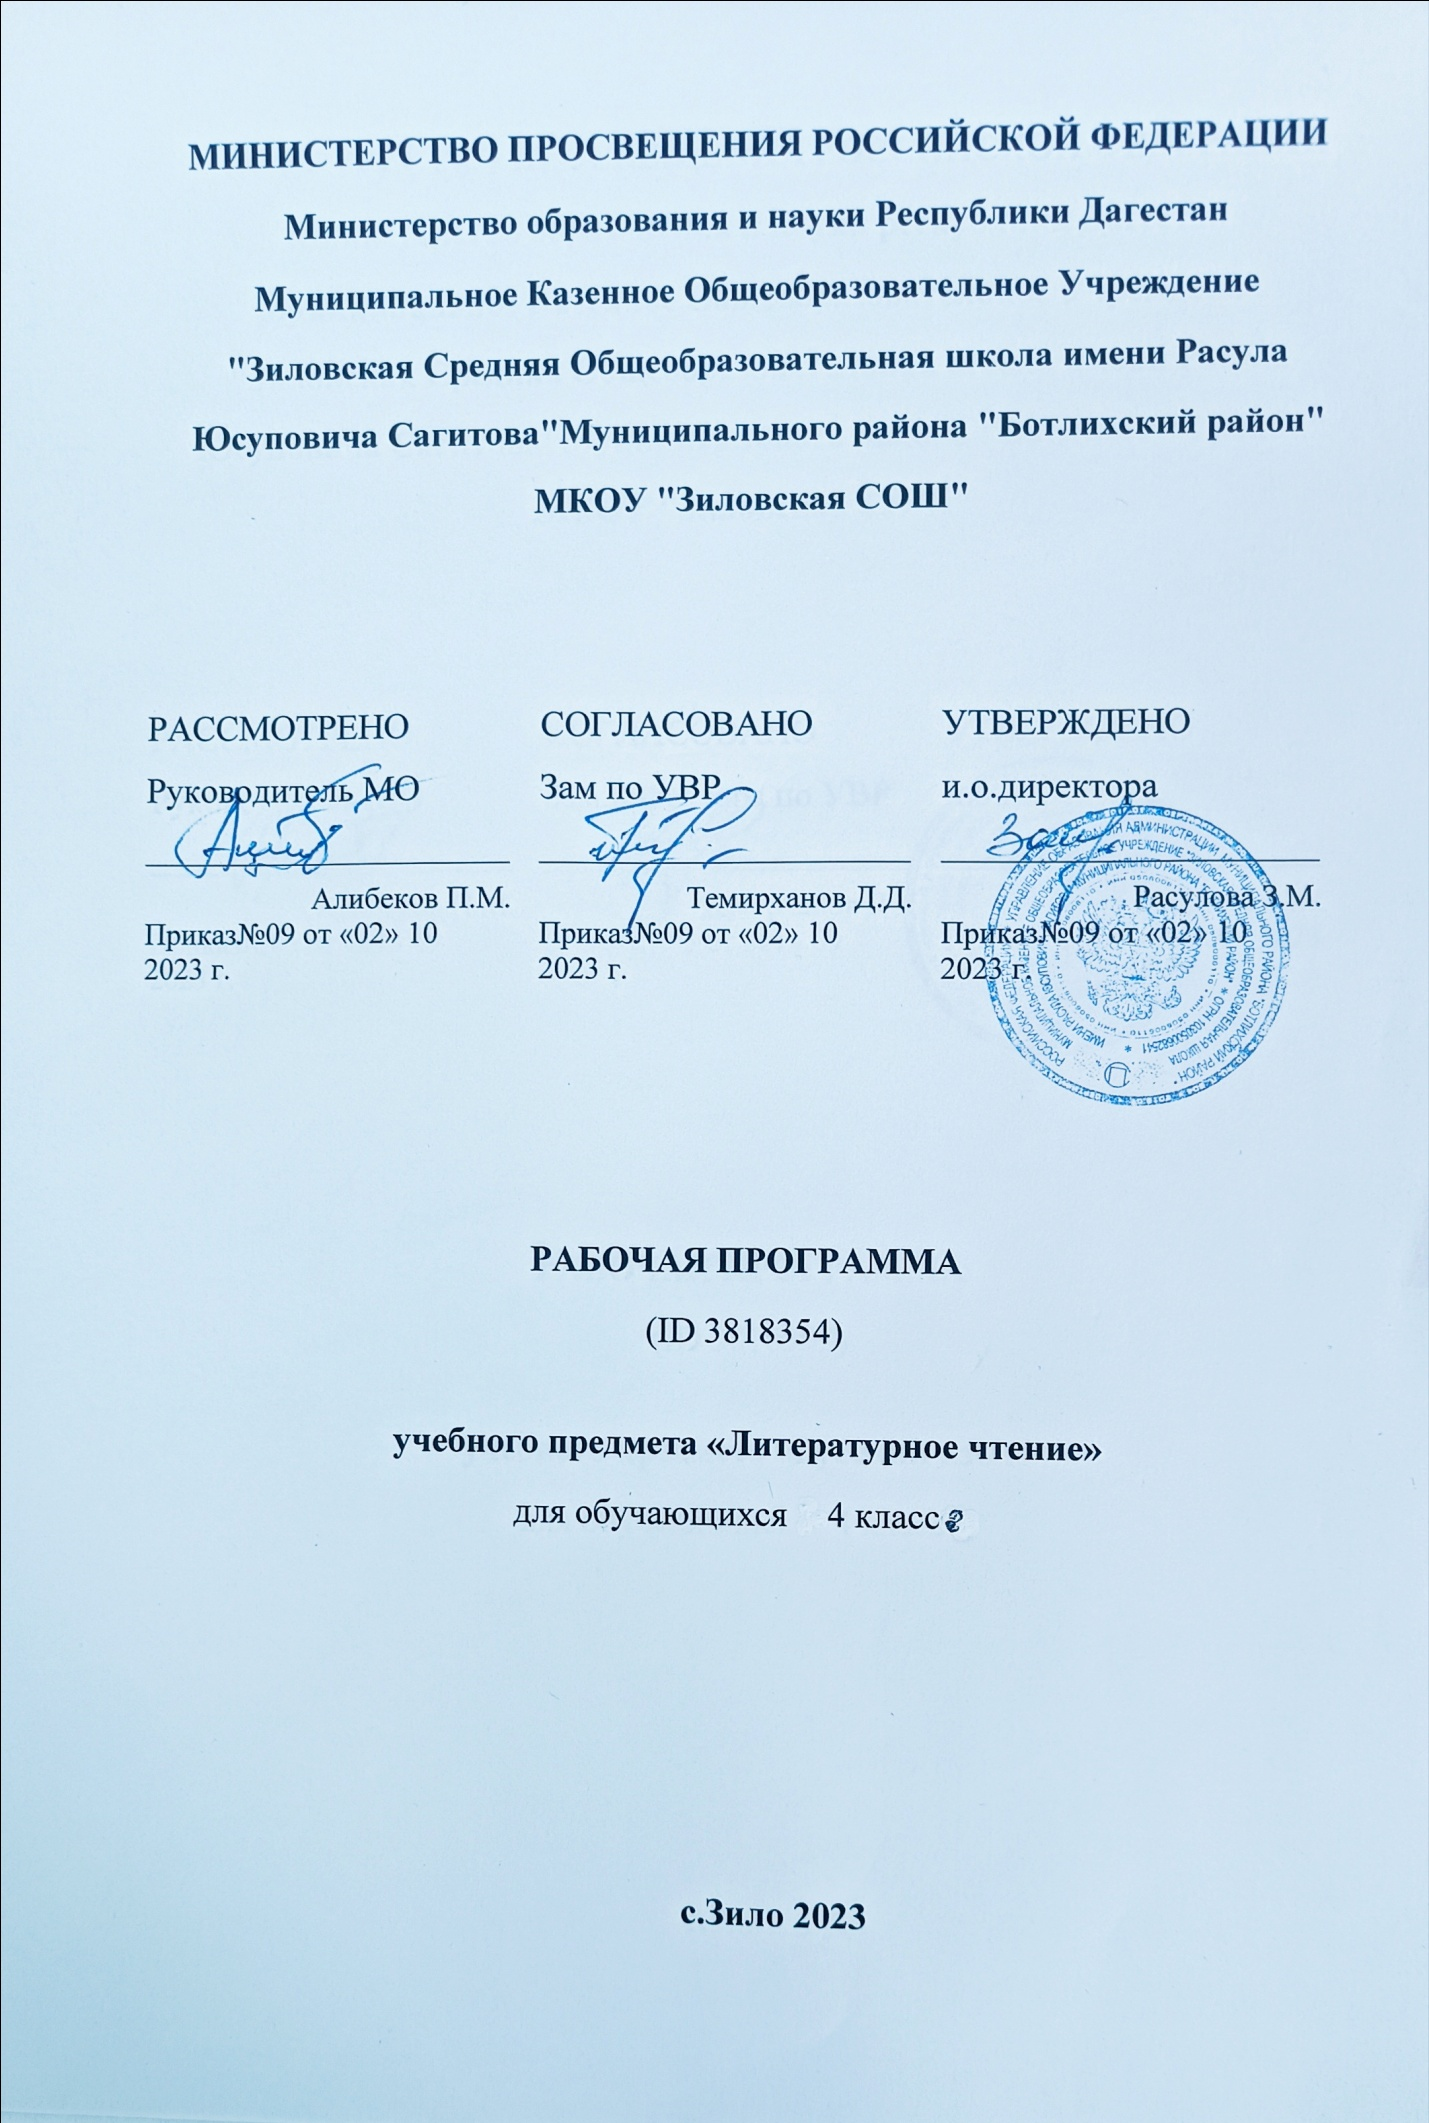 МИНИСТЕРСТВО ПРОСВЕЩЕНИЯ РОССИЙСКОЙ ФЕДЕРАЦИИ
Министерство образования и науки Республики Дагестан
Муниципальное Казенное Общеобразовательное Учреждение
"Зиловская Средняя Общеобразовательная школа имени Расула
Юсуповича Сагитова"Муниципального района "Ботлихский район"
МКОУ "Зиловская СОШ"
РАССМОТРЕНО
Руководитель МО
Алибеков П.М.
Приказ№09 от «02» 10
2023 г.
СОГЛАСОВАНО
Зам по УВР
Темирханов Д.Д.
Приказ№09 от «02» 10
2023 г.
УТВЕРЖДЕНО
и.о.директора
Расулова З.М.
Приказ№09 от «02» 10
2023 г.
РАБОЧАЯ ПРОГРАММА
(ID 3818354)
учебного предмета «Литературное чтение»
для обучающихся 4 класс
с.Зило 2023